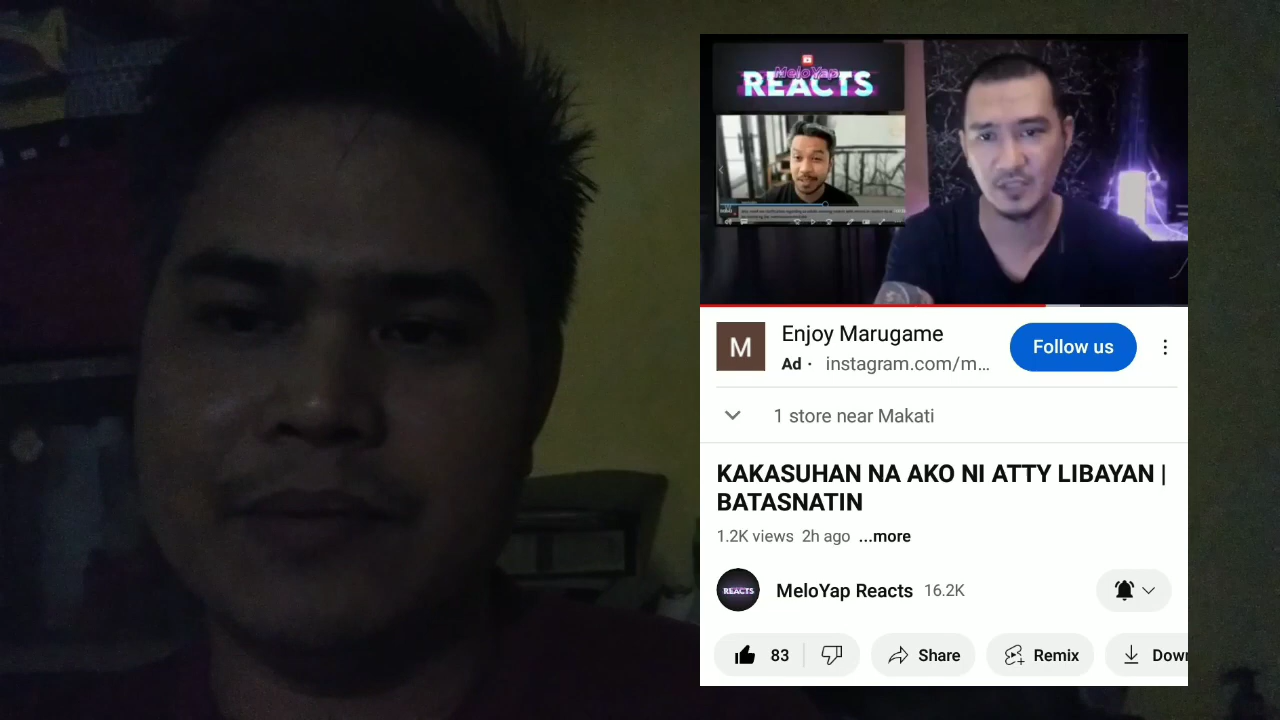 MeloYap
REACTS
M
Enjoy Marugame
Ad · instagram.com/m...
Follow us
1 store near Makati
KAKASUHAN NA AKO NI ATTY LIBAYAN |
BATASNATIN
1.2K views 2h ago ...more
REACTS
MeloYap Reacts 16.2K
83
Share
Remix
Down